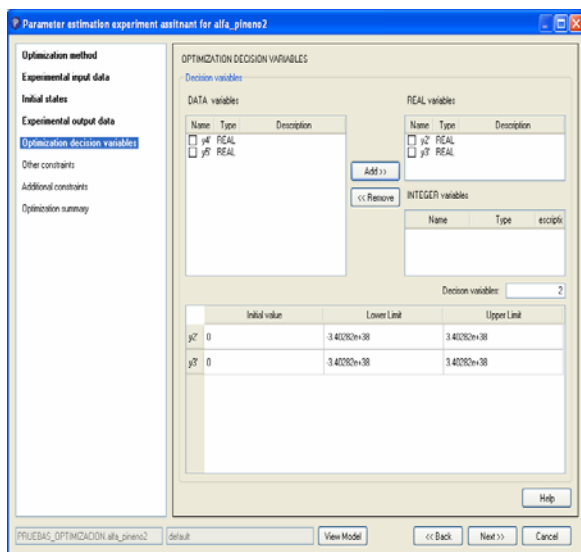 Parameter estimation experiment assitnant for alfa_pineno2
Optimization method
Experimental input data
Initial states
Experimental output data
Optimization decision variables
Other constraints
Additional constraints
Optimization summary
OPTIMIZATION DECISION VARIABLES
Decision variables
DATA variables
Name Type Description
y4' REAL
y5' REAL
Add >>
<< Remove
REAL variables
Name Type Description
y2' REAL
y3' REAL
INTEGER variables
Name Type escriptic
Decison variables: 2
Initial value Lower Limit Upper Limit
y2' 0 -3.40282e+38 3.40282e+38
y3' 0 -3.40282e+38 3.40282e+38
Help
PRUEBAS_OPTIMIZACION.alfa_pineno2 default View Model << Back Next >> Cancel